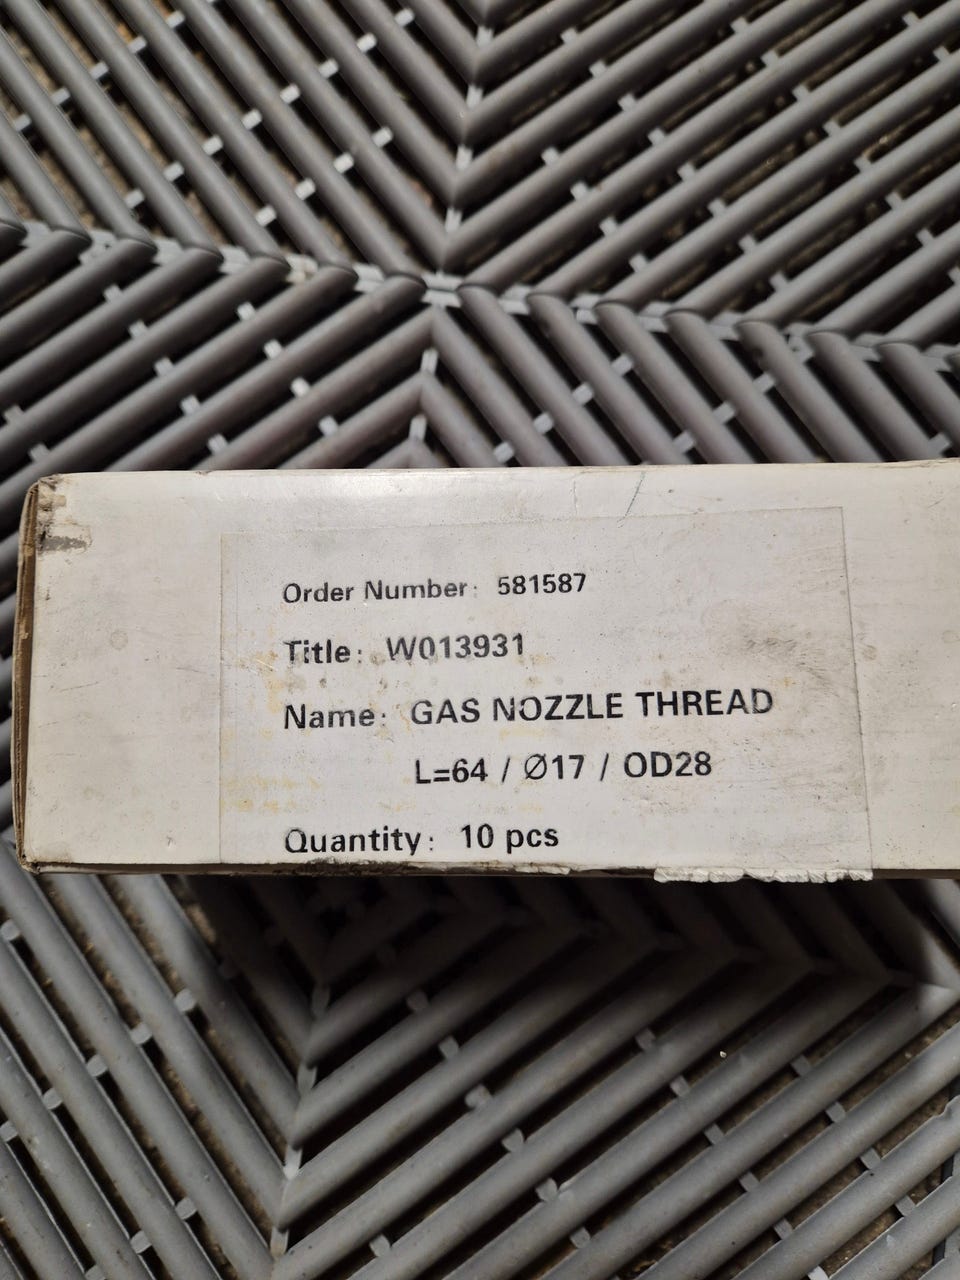 Order Number: 581587
Title: W013931
Name: GAS NOZZLE THREAD
L=64 / Ø17 / OD28
Quantity: 10 pcs